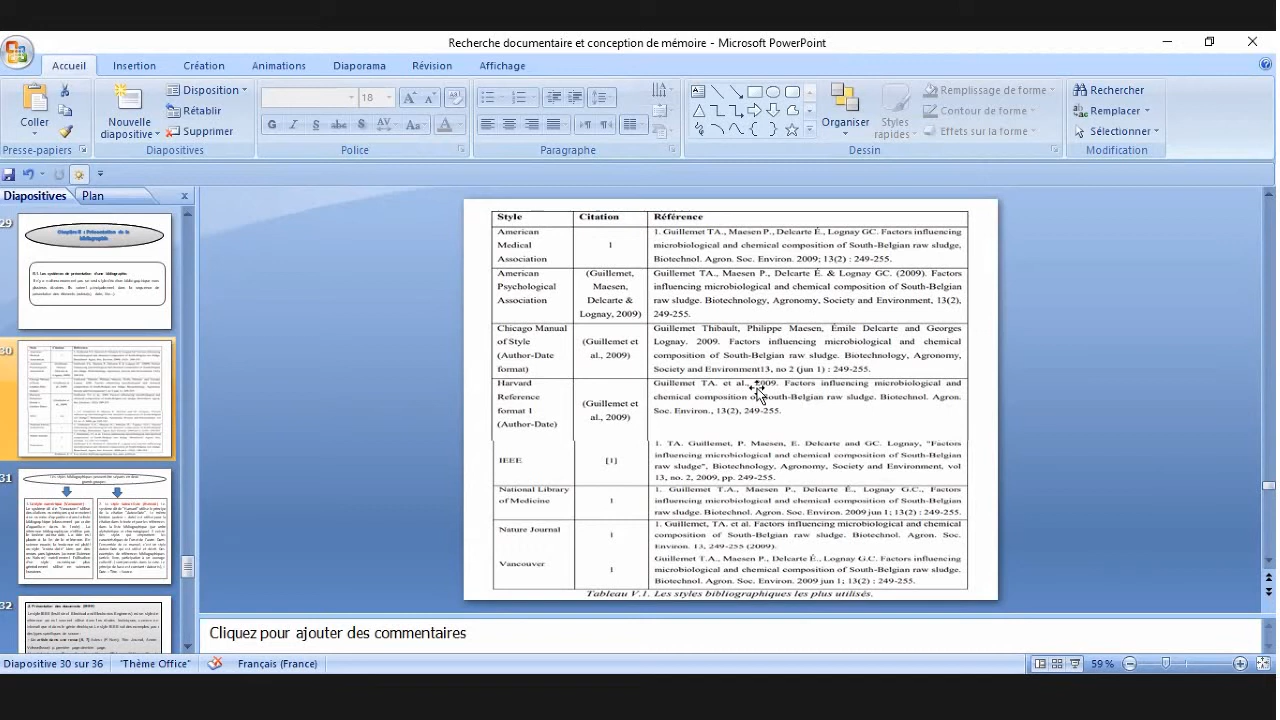 Recherche documentaire et conception de mémoire - Microsoft PowerPoint
Accueil Insertion Création Animations Diaporama Révision Affichage
Coller
Presse-papiers
Nouvelle diapositive
Disposition
Rétablir
Supprimer
Diapositives
18
G I S abc S AV Aa A
Police
Paragraphe
Organiser
Styles rapides
Remplissage de forme
Contour de forme
Effets sur la forme
Dessin
Rechercher
Remplacer
Sélectionner
Modification
Diapositives Plan
29
30
31
32
Style Citation Référence
American Medical Association
1
1. Guillemet TA., Maesen P., Delcarte É., Lognay GC. Factors influencing
microbiological and chemical composition of South-Belgian raw sludge,
Biotechnol. Agron. Soc. Environ. 2009; 13(2) : 249-255.
American Psychological Association
(Guillemet, Maesen, Delcarte & Lognay, 2009)
Guillemet TA., Maesen P., Delcarte É. & Lognay GC. (2009). Factors
influencing microbiological and chemical composition of South-Belgian
raw sludge. Biotechnology, Agronomy, Society and Environment, 13(2),
249-255.
Chicago Manual of Style (Author-Date format)
(Guillemet et al., 2009)
Guillemet Thibault, Philippe Maesen, Émile Delcarte and Georges
Lognay. 2009. Factors influencing microbiological and chemical
composition of South-Belgian raw sludge Biotechnology, Agronomy,
Society and Environment13, no 2 (jun 1) : 249-255.
Harvard Reference format 1 (Author-Date)
(Guillemet et al., 2009)
Guillemet TA. et al., 2009. Factors influencing microbiological and
chemical composition of South-Belgian raw sludge. Biotechnol. Agron.
Soc. Environ., 13(2), 249-255.
IEEE
[1]
1. TA. Guillemet, P. Maesen, E. Delcarte and GC. Lognay, "Factors
influencing microbiological and chemical composition of South-Belgian
raw sludge", Biotechnology, Agronomy, Society and Environment, vol
13, no. 2, 2009, pp. 249-255.
National Library of Medicine
1
1. Guillemet T.A., Maesen P., Delcarte É., Lognay G.C., Factors
influencing microbiological and chemical composition of South-Belgian
raw sludge. Biotechnol. Agron. Soc. Environ. 2009 jun 1; 13(2) : 249-255.
Nature Journal
1
1. Guillemet, TA. et al. Factors influencing microbiological and chemical
composition of South-Belgian raw sludge. Biotechnol. Agron. Soc.
Environ. 13, 249-255 (2009).
Vancouver
1
Guillemet T.A., Maesen P., Delcarte É., Lognay G.C. Factors influencing
microbiological and chemical composition of South-Belgian raw sludge.
Biotechnol. Agron. Soc. Environ. 2009 jun 1; 13(2) : 249-255.
Tableau V.1. Les styles bibliographiques les plus utilisés.
Cliquez pour ajouter des commentaires
Diapositive 30 sur 36 "Thème Office" Français (France) 59 %